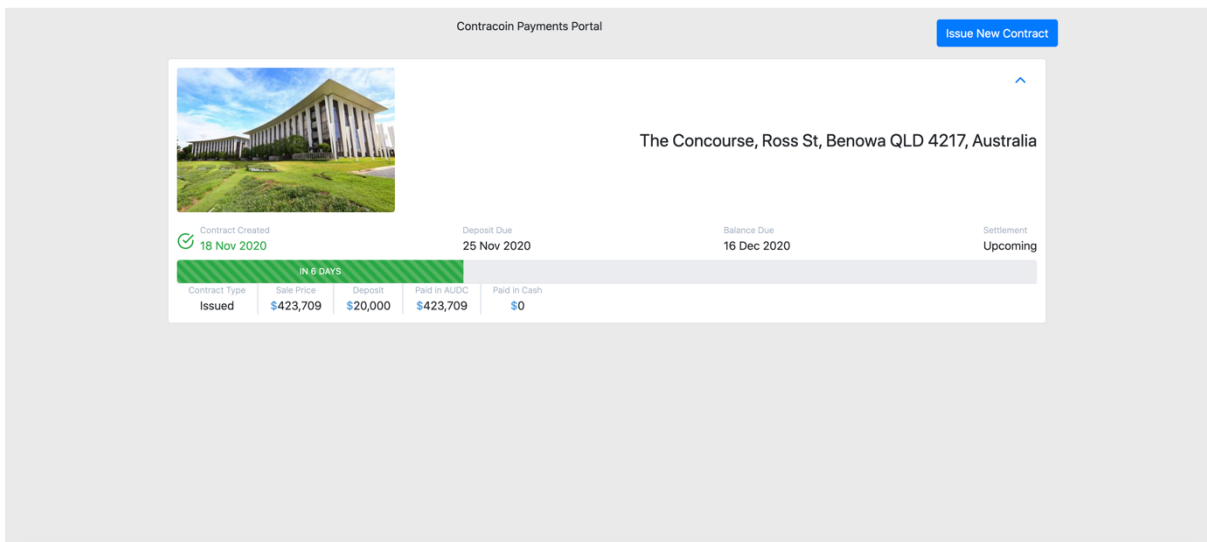 Contracoin Payments Portal
Issue New Contract
The Concourse, Ross St, Benowa QLD 4217, Australia
Contract Created
18 Nov 2020
Deposit Due
25 Nov 2020
Balance Due
16 Dec 2020
Settlement
Upcoming
IN 6 DAYS
Contract Type
Issued
Sale Price
$423,709
Deposit
$20,000
Paid in AUDC
$423,709
Paid in Cash
$0